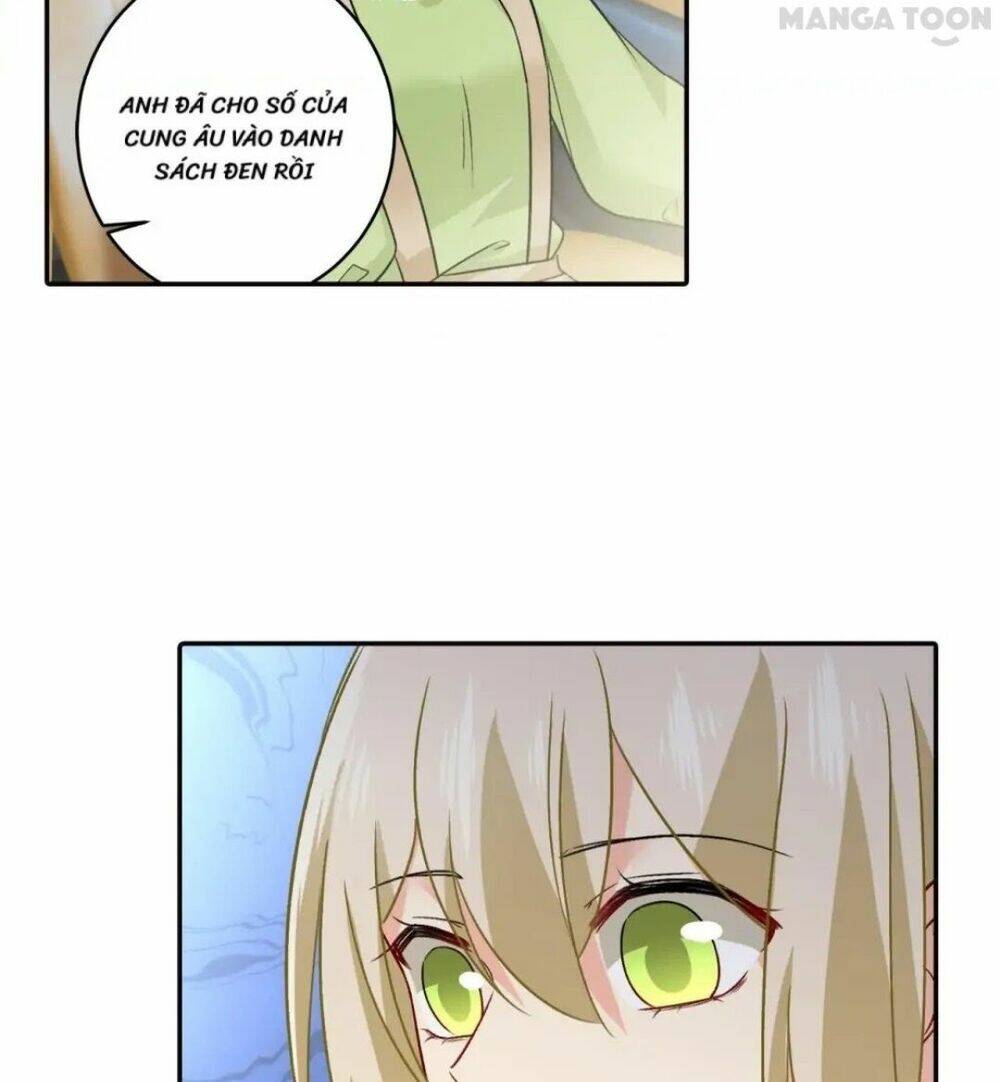 MANGA TOON
ANH ĐÃ CHO SỐ CỦA
CUNG ÂU VÀO DANH
SÁCH ĐEN RỒI